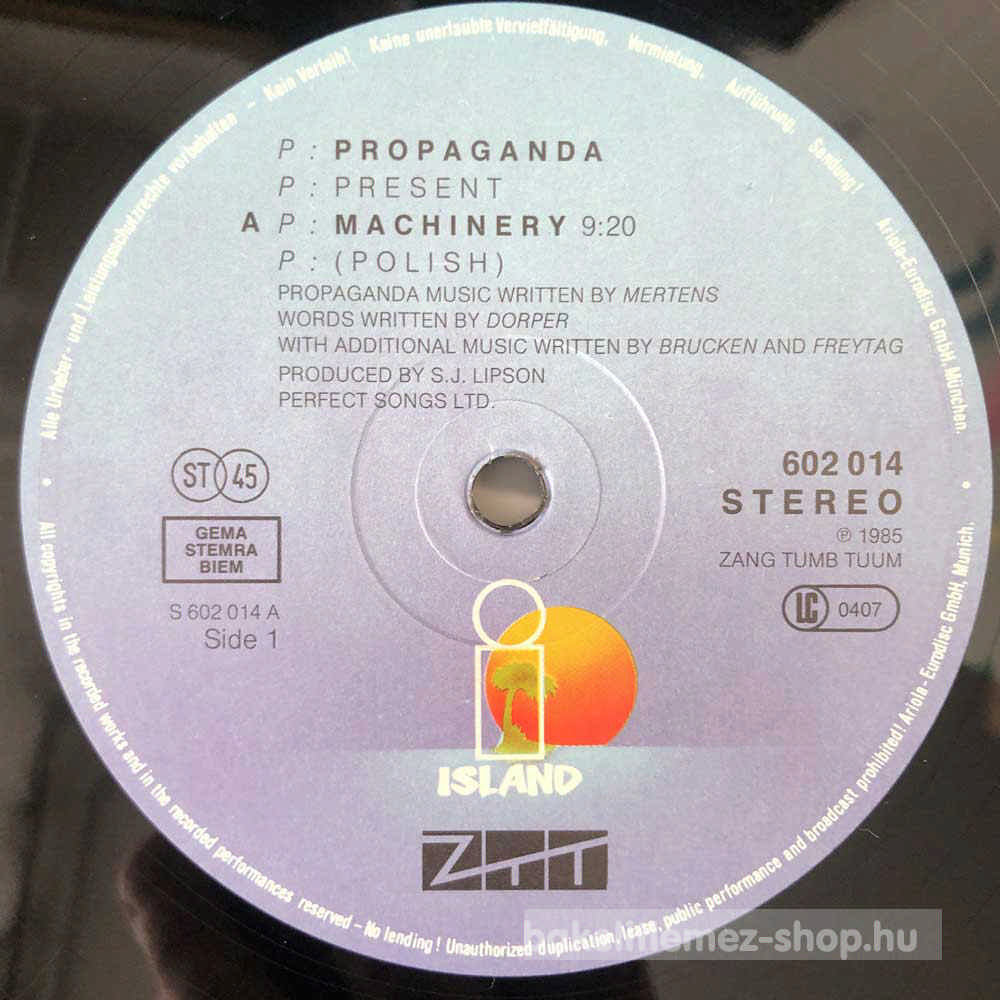 Alle Urheber- und Leistungsschutzrechte vorbehalten - Kein Verleih! Keine unerlaubte Vervielfältigung, Vermietung, Aufführung, Sendung! Ariola-Eurodisc GmbH, München.
P : PROPAGANDA
P : PRESENT
A P : MACHINERY 9:20
P : (POLISH)
PROPAGANDA MUSIC WRITTEN BY MERTENS
WORDS WRITTEN BY DORPER
WITH ADDITIONAL MUSIC WRITTEN BY BRUCKEN AND FREYTAG
PRODUCED BY S.J. LIPSON
PERFECT SONGS LTD.
ST 45
GEMA
STEMRA
BIEM
S 602 014 A
Side 1
602 014
STEREO
℗ 1985
ZANG TUMB TUUM
LC 0407
ISLAND
ZTT
All copyrights in the recorded works and in the recorded performances reserved - No lending! Unauthorized duplication, lease, public performance and broadcast prohibited! Ariola-Eurodisc GmbH, Munich.
bakelitlemez-shop.hu